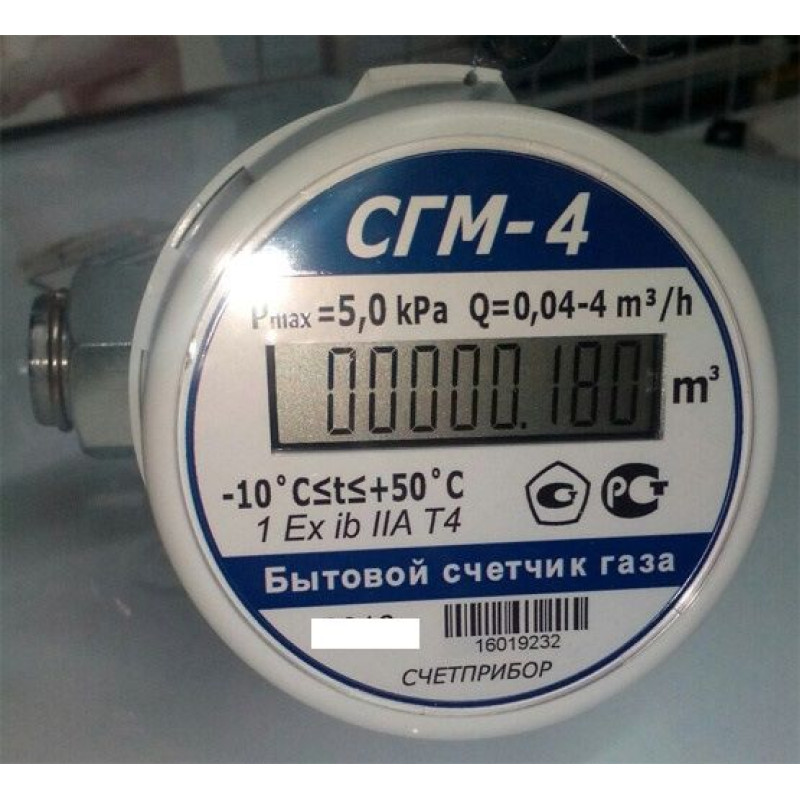 СГМ-4
Pmax=5,0 kPa Q=0,04-4 m³/h
00000.180 m³
-10°C≤t≤+50°C
1 Ex ib IIA T4
РСТ
Бытовой счетчик газа
16019232
СЧЕТПРИБОР